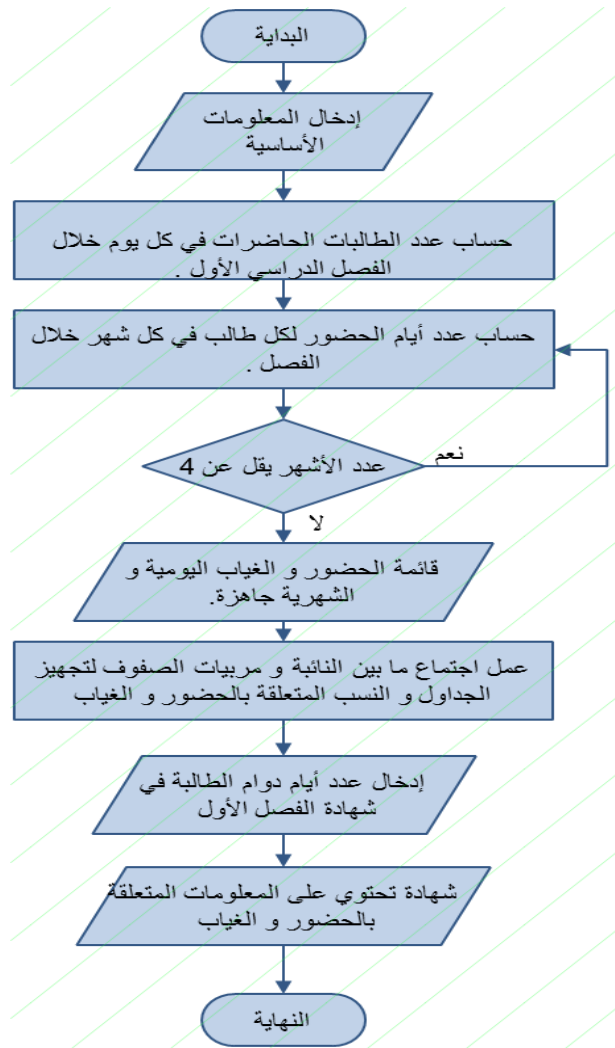 البداية
إدخال المعلومات
الأساسية
حساب عدد الطالبات الحاضرات في كل يوم خلال
الفصل الدراسي الأول .
حساب عدد أيام الحضور لكل طالب في كل شهر خلال
الفصل .
عدد الأشهر يقل عن 4
نعم
لا
قائمة الحضور و الغياب اليومية و
الشهرية جاهزة.
عمل اجتماع ما بين النائبة و مربيات الصفوف لتجهيز
الجداول و النسب المتعلقة بالحضور و الغياب
إدخال عدد أيام دوام الطالبة في
شهادة الفصل الأول
شهادة تحتوي على المعلومات المتعلقة
بالحضور و الغياب
النهاية